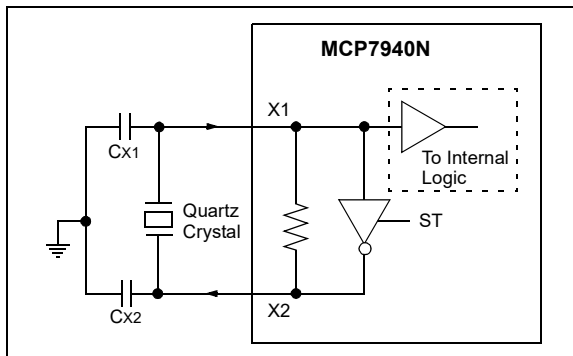 MCP7940N
X1
CX1
To Internal
Logic
Quartz
Crystal
ST
X2
CX2